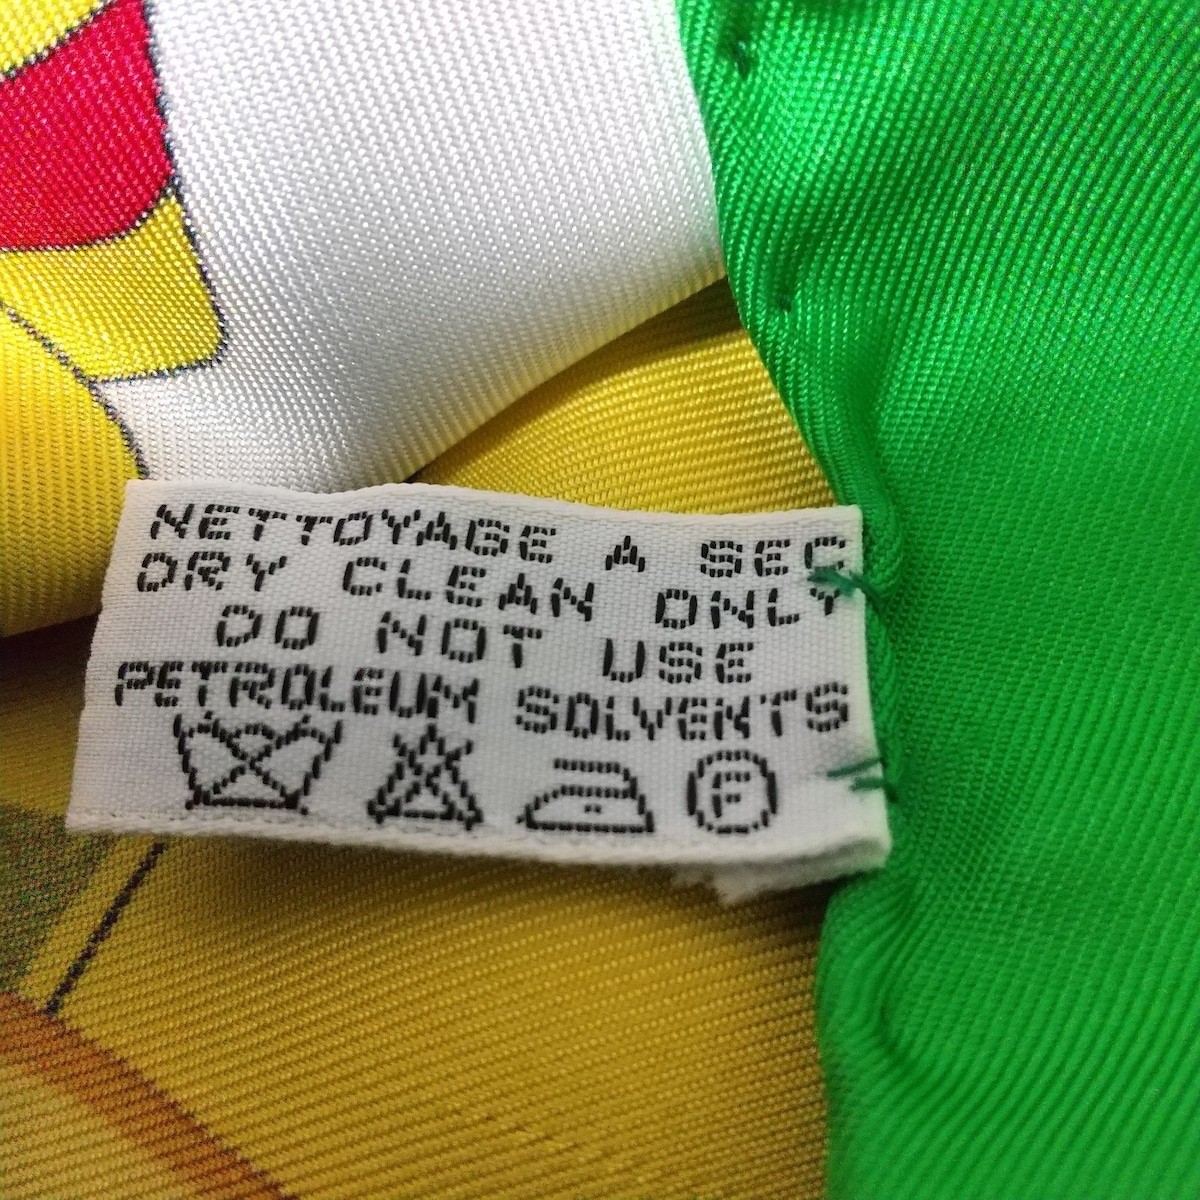 NETTOYAGE A SEC
DRY CLEAN ONLY
DO NOT USE
PETROLEUM SOLVENTS
F